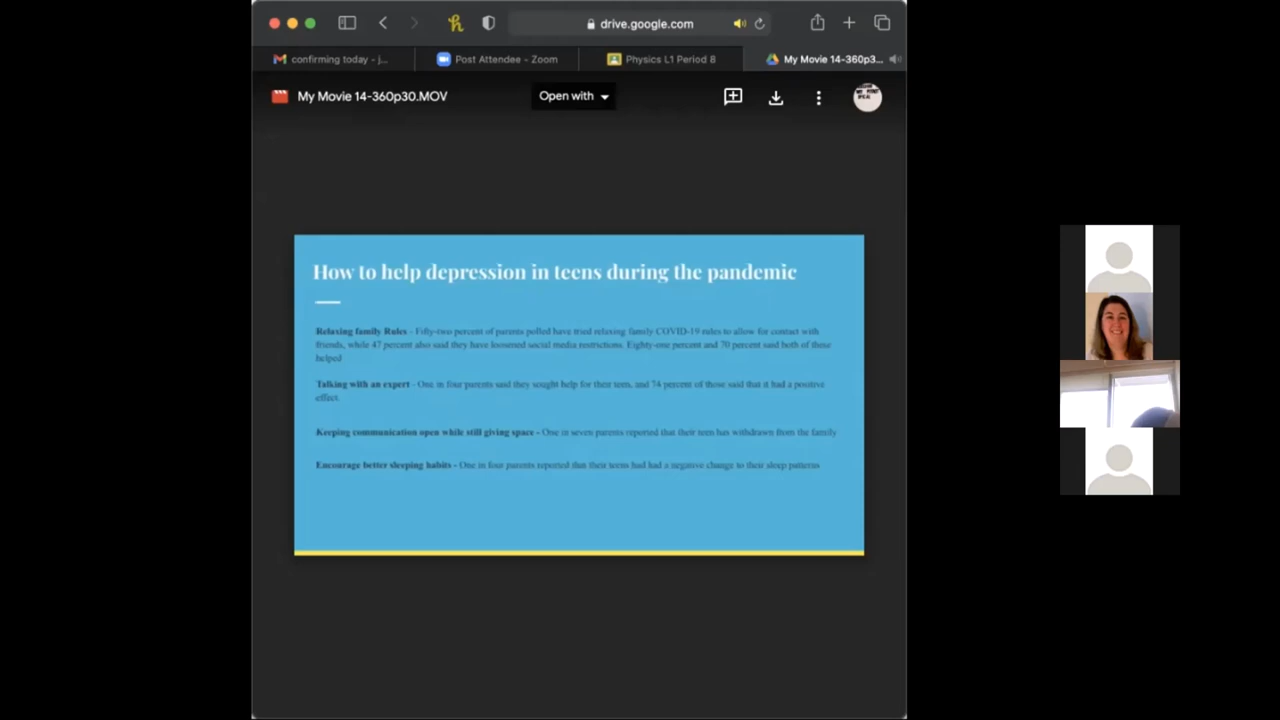 drive.google.com
confirming today - j...
Post Attendee - Zoom
Physics L1 Period 8
My Movie 14-360p3...
My Movie 14-360p30.MOV
Open with
How to help depression in teens during the pandemic
Relaxing family Rules - Fifty-two percent of parents polled have tried relaxing family COVID-19 rules to allow for contact with
friends, while 47 percent also said they have loosened social media restrictions. Eighty-one percent and 70 percent said both of those
helped
Talking with an expert - One in four parents said they sought help for their teen, and 74 percent of those said that it had a positive
effect.
Keeping communication open while still giving space - One in seven parents reported that their teen has withdrawn from the family
Encourage better sleeping habits - One in four parents reported that their teens had had a negative change to their sleep patterns